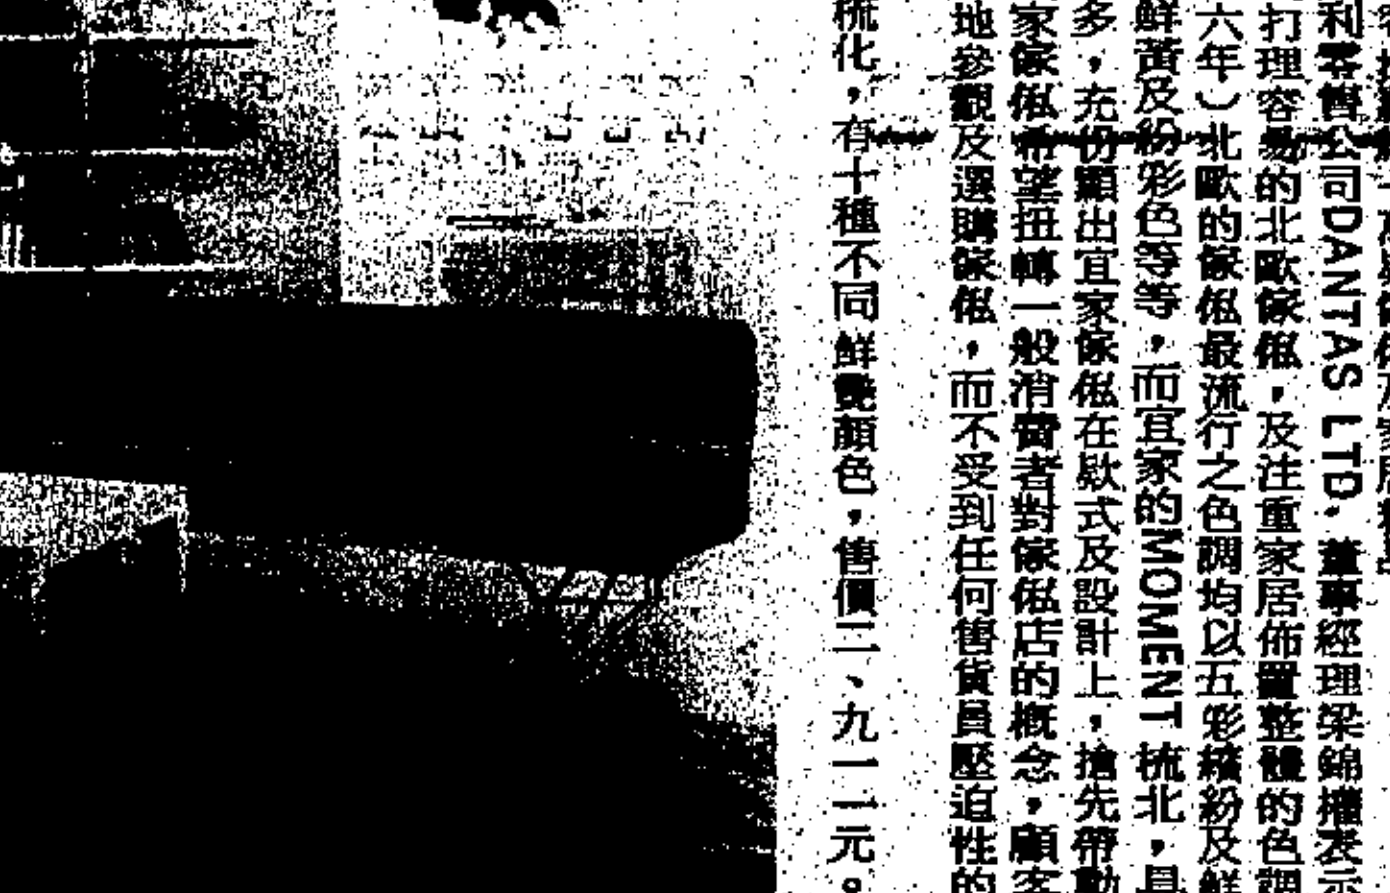 利 公司DANTAS LTD. 董事經理梁錦權表示
打理容易的北歐傢俬，及注重家居佈置整體的色調
六年）北歐的傢俬最流行之色調均以五彩繽紛及鮮
鮮黃及紛彩色等等，而宜家的MOMENT 梳化，具
多，充份顯出宜家傢俬在欵式及設計上，搶先帶動
家傢俬希望扭轉一般消費者對傢俬店的概念，顧客
地參觀及選購傢俬，而不受到任何售貨員壓迫性的
梳化，有十種不同鮮艷顏色，售價三、九一一元。